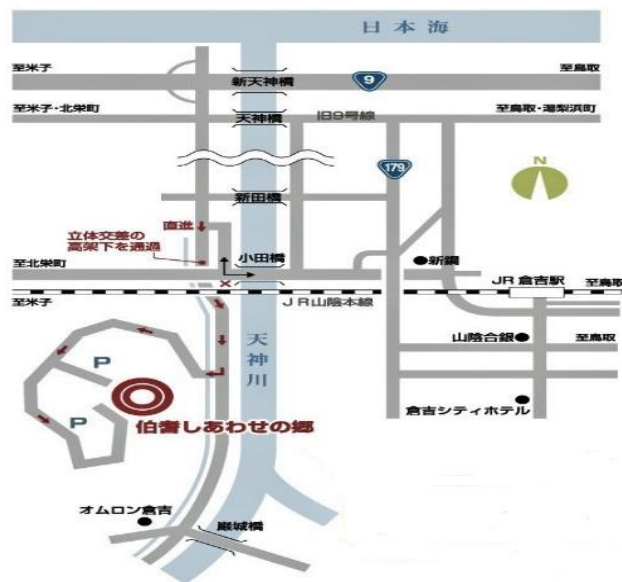 日本海
至米子
新天神橋
9
至鳥取
至米子・北栄町
天神橋
旧9号線
至鳥取・湯梨浜町
179
N
新田橋
直進
立体交差の
高架下を通過
小田橋
至北栄町
新鋼
JR倉吉駅
至鳥取
至米子
JR山陰本線
天神川
山陰合銀
至鳥取
P
P
伯耆しあわせの郷
倉吉シティホテル
オムロン倉吉
巌城橋